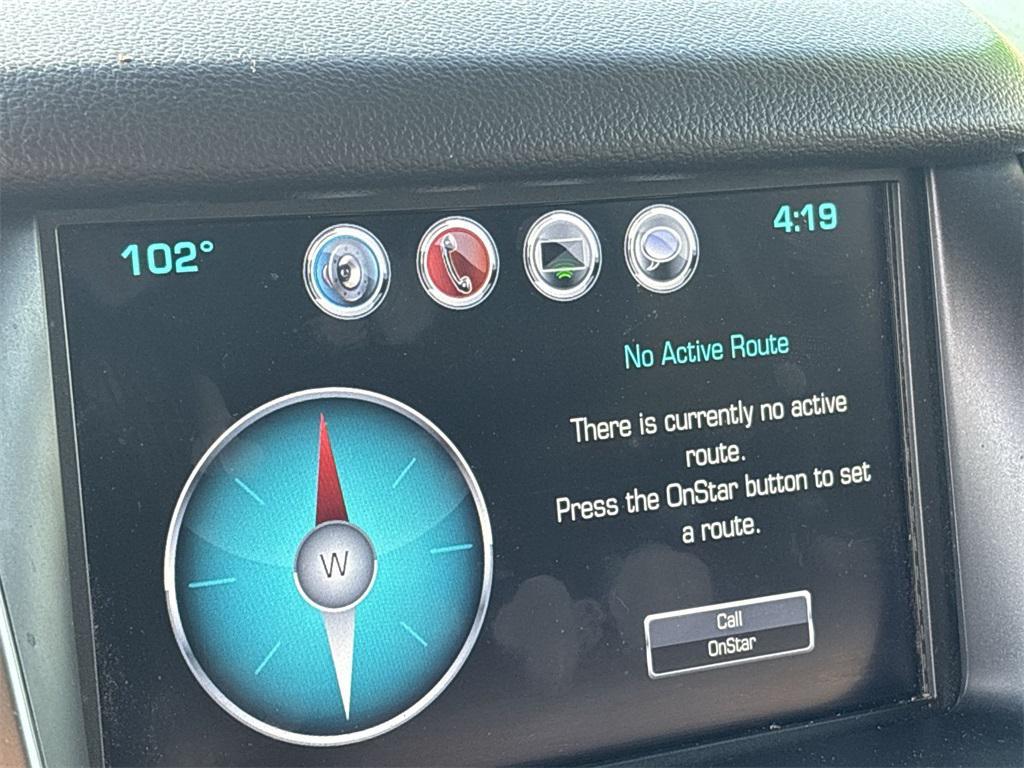 102°
4:19
No Active Route
There is currently no active
route.
Press the OnStar button to set
a route.
W
Call
OnStar